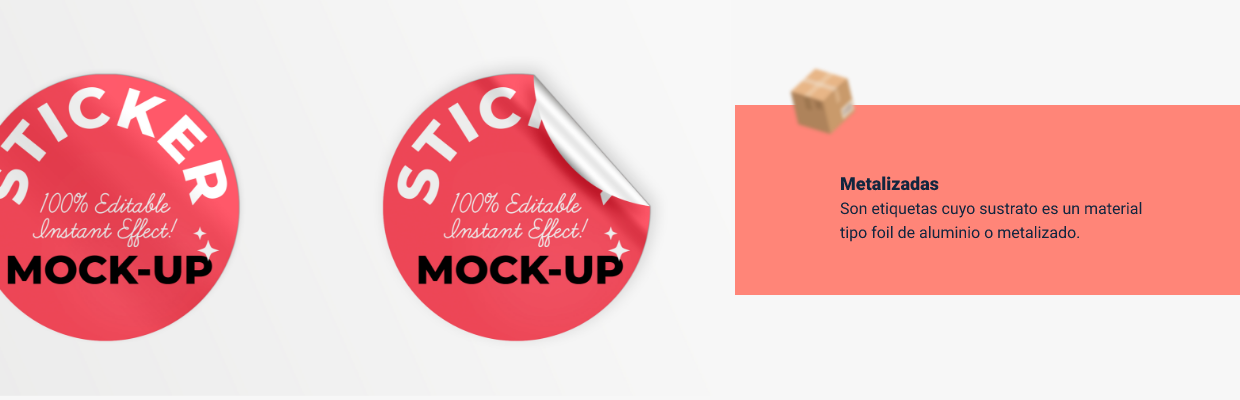 STICKER
100% Editable
Instant Effect!
MOCK-UP
STICK
100% Editable
Instant Effect!
MOCK-UP
Metalizadas
Son etiquetas cuyo sustrato es un material
tipo foil de aluminio o metalizado.